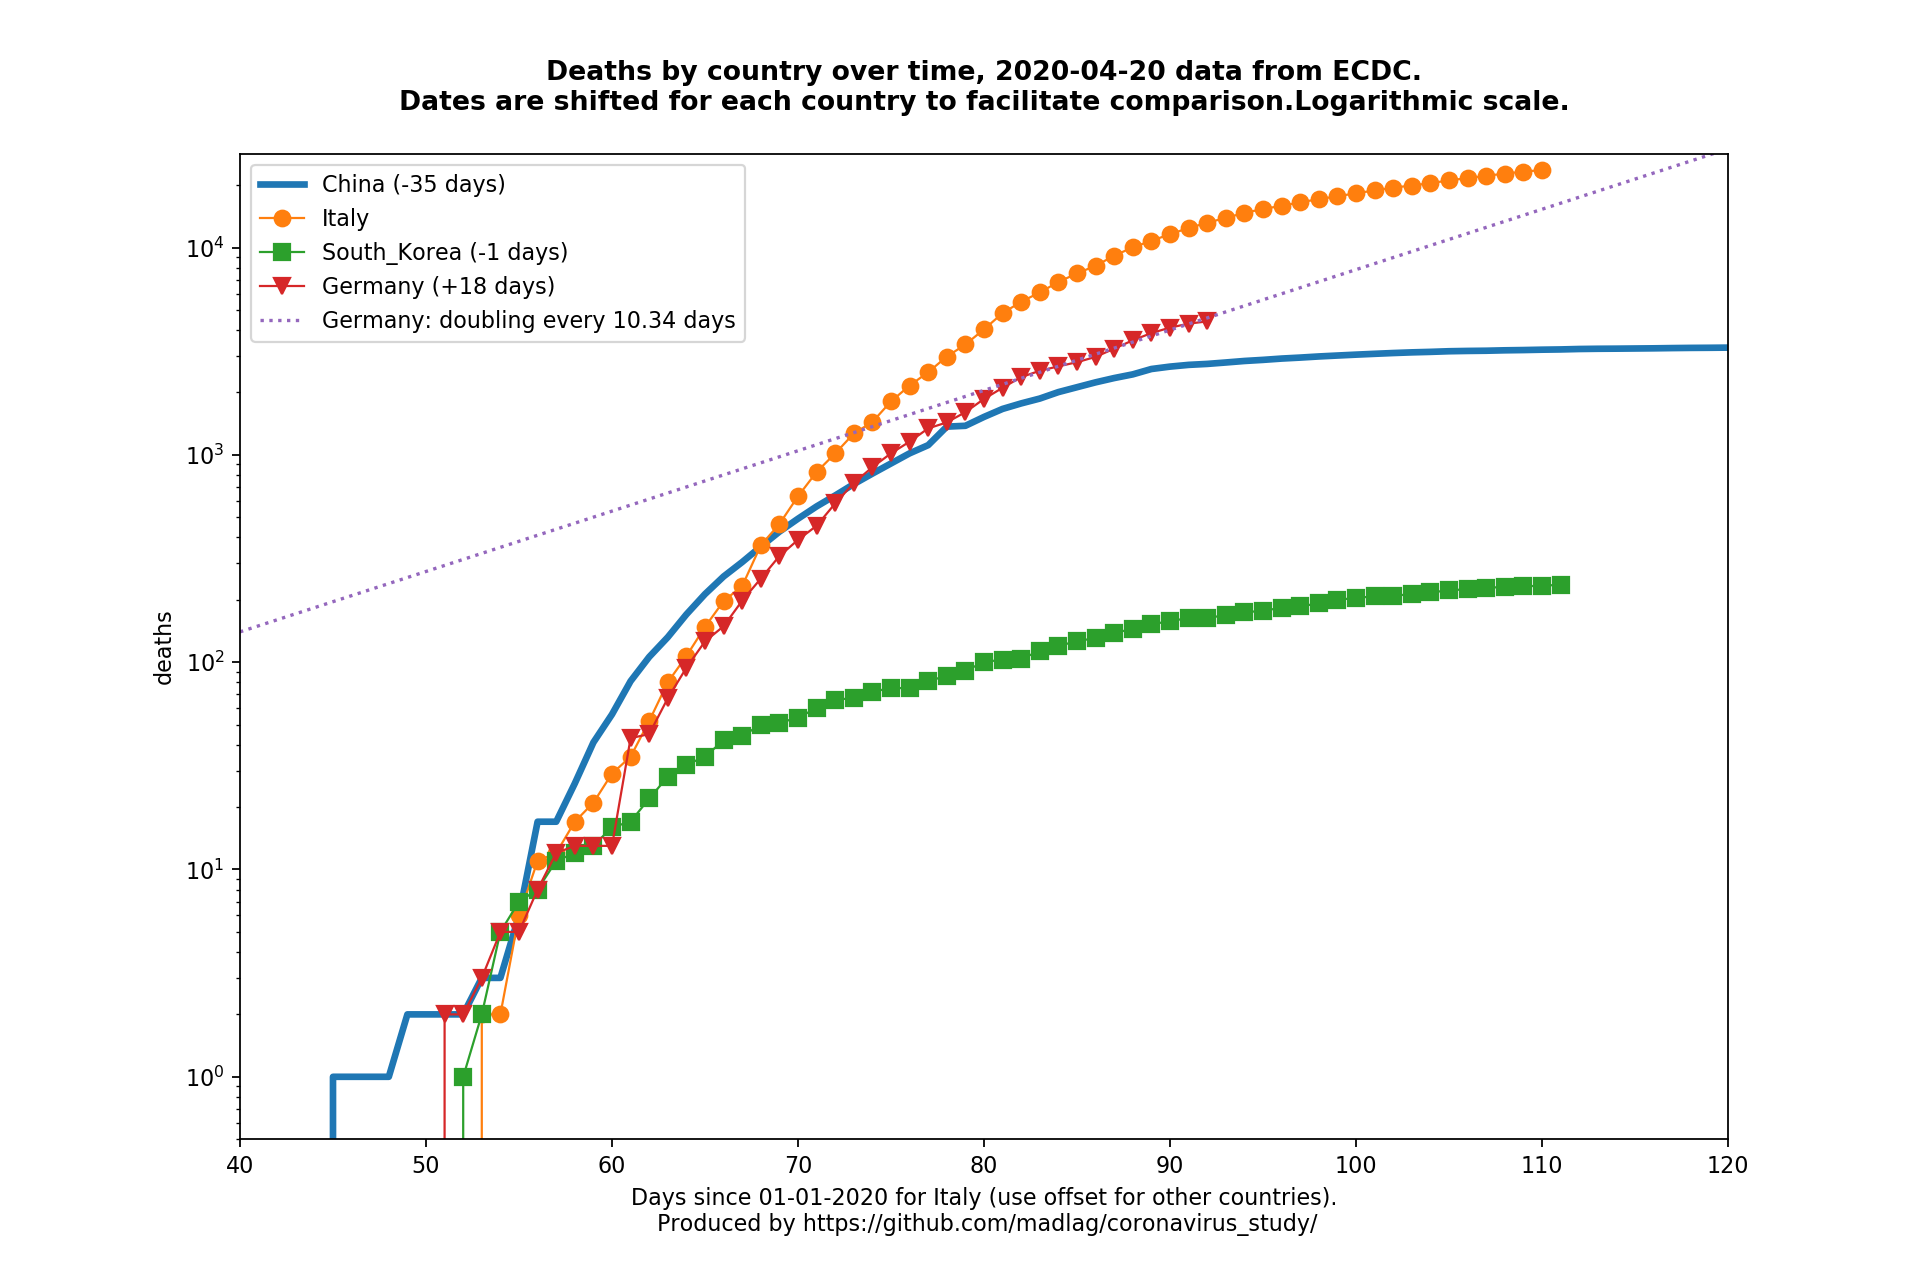 Deaths by country over time, 2020-04-20 data from ECDC.
Dates are shifted for each country to facilitate comparison.Logarithmic scale.
China (-35 days)
Italy
South_Korea (-1 days)
Germany (+18 days)
Germany: doubling every 10.34 days
deaths
10⁴
10³
10²
10¹
10⁰
40 50 60 70 80 90 100 110 120
Days since 01-01-2020 for Italy (use offset for other countries).
Produced by https://github.com/madlag/coronavirus_study/